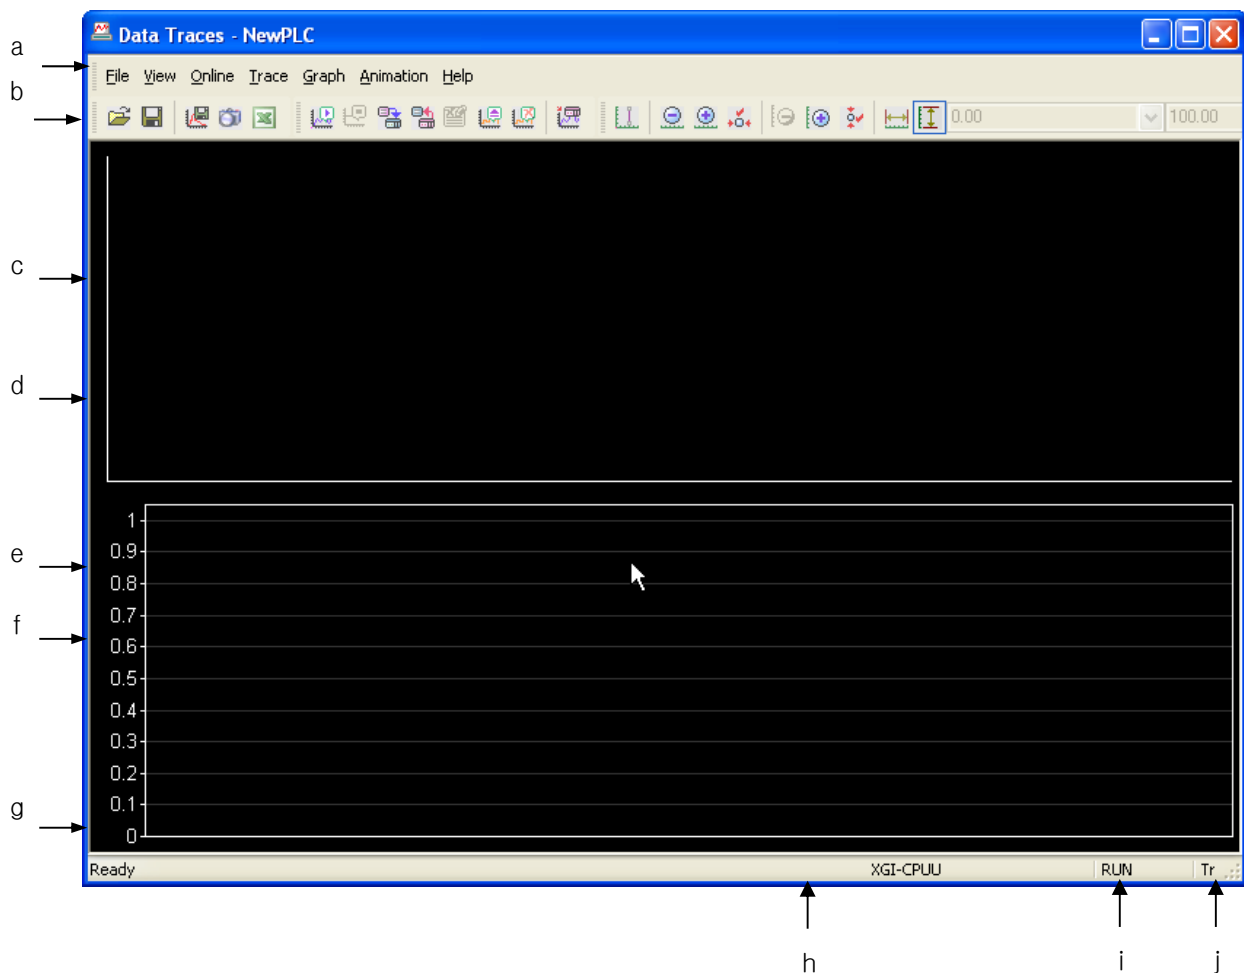 Data Traces - NewPLC
a
File View Online Trace Graph Animation Help
b
0.00 100.00
c
d
1
0.9
e
0.8
0.7
f
0.6
0.5
0.4
0.3
0.2
0.1
g
0
Ready XGI-CPUU RUN Tr
h i j